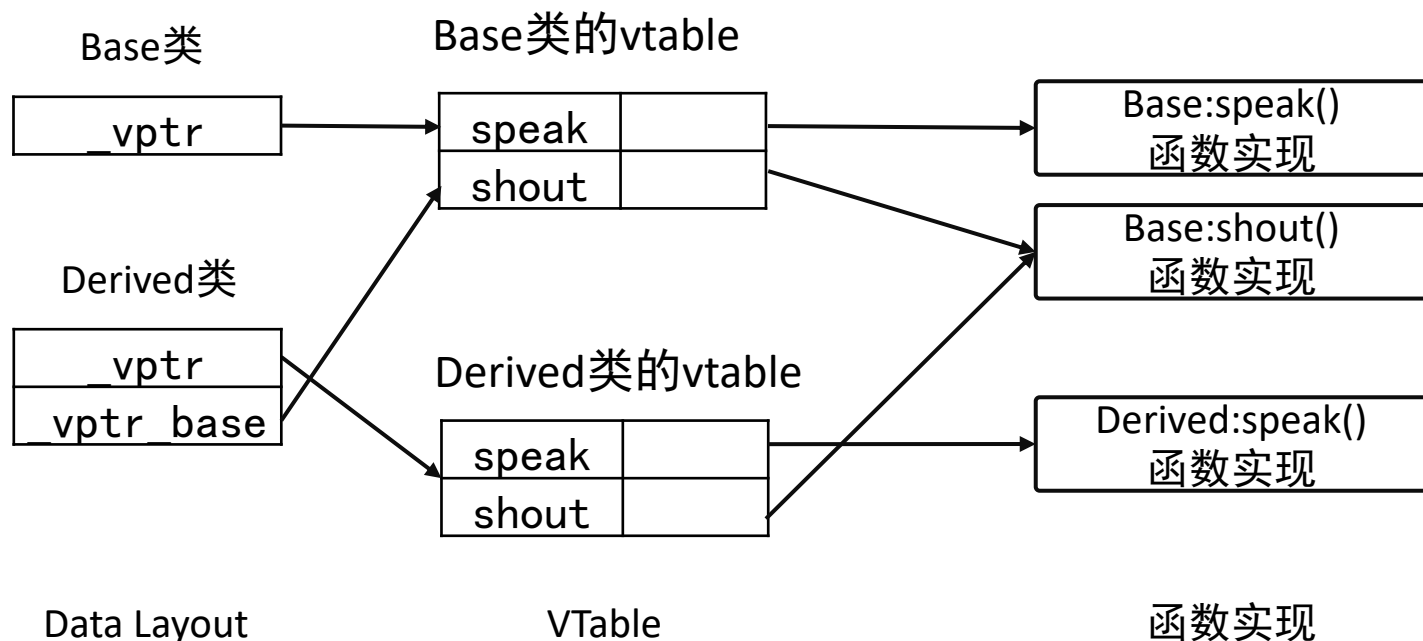 Base类
Base类的vtable
_vptr
speak
shout
Base:speak()
函数实现
Base:shout()
函数实现
Derived类
_vptr
_vptr_base
Derived类的vtable
speak
shout
Derived:speak()
函数实现
Data Layout
VTable
函数实现